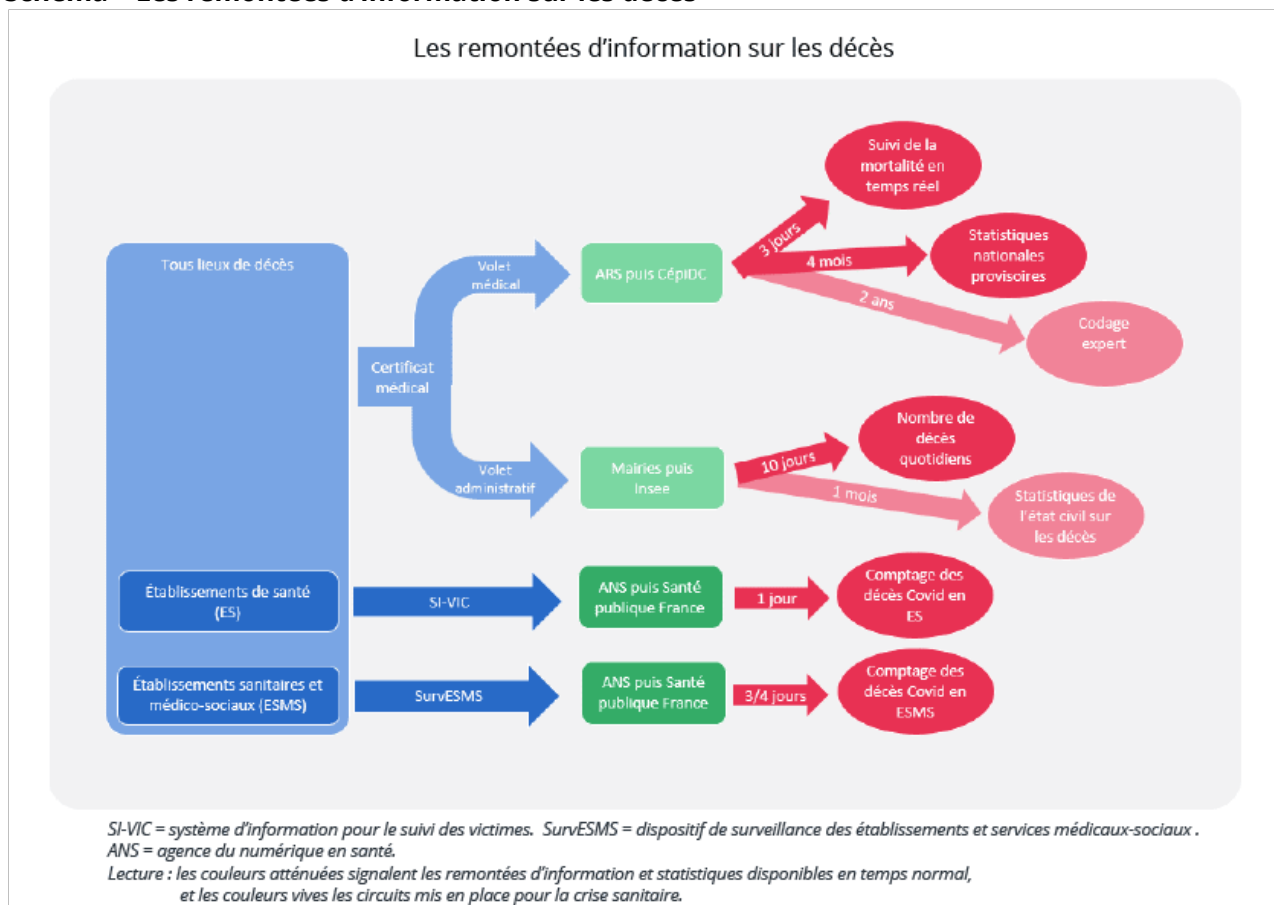 Schéma – Les remontées d'information sur les décès
Les remontées d'information sur les décès
Tous lieux de décès
Certificat
médical
Volet
médical
ARS puis CépiDC
3 jours
Suivi de la
mortalité en
temps réel
4 mois
Statistiques
nationales
provisoires
2 ans
Codage
expert
Volet
administratif
Mairies puis
Insee
10 jours
Nombre de
décès
quotidiens
1 mois
Statistiques de
l'état civil sur
les décès
Établissements de santé
(ES)
SI-VIC
ANS puis Santé
publique France
1 jour
Comptage des
décès Covid en
ES
Établissements sanitaires et
médico-sociaux (ESMS)
SurvESMS
ANS puis Santé
publique France
3/4 jours
Comptage des
décès Covid en
ESMS
SI-VIC = système d'information pour le suivi des victimes. SurvESMS = dispositif de surveillance des établissements et services médicaux-sociaux .
ANS = agence du numérique en santé.
Lecture : les couleurs atténuées signalent les remontées d'information et statistiques disponibles en temps normal,
et les couleurs vives les circuits mis en place pour la crise sanitaire.